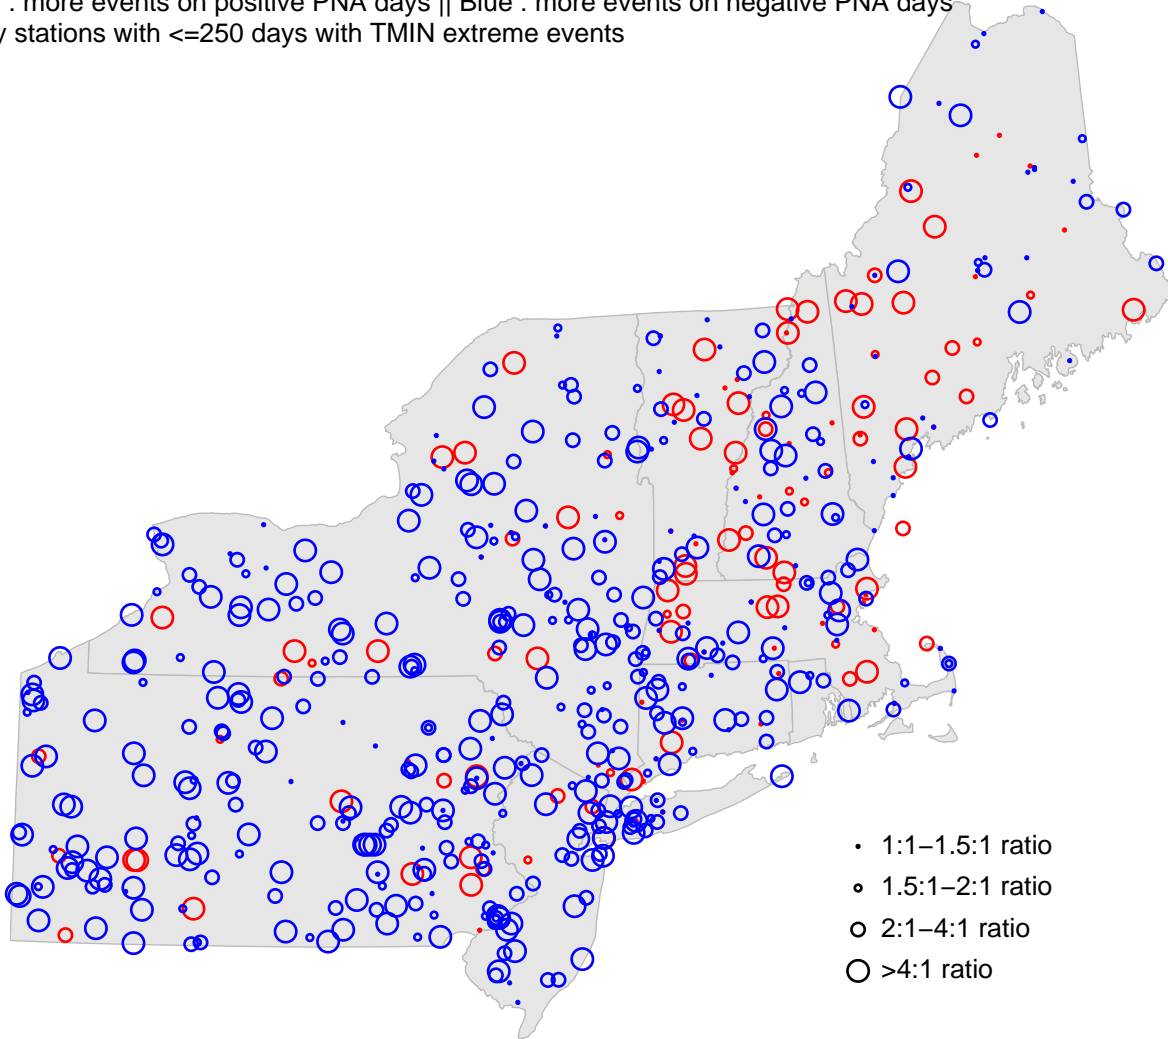 : more events on positive PNA days || Blue : more events on negative PNA days
stations with <=250 days with TMIN extreme events
1:1−1.5:1 ratio
1.5:1−2:1 ratio
2:1−4:1 ratio
>4:1 ratio